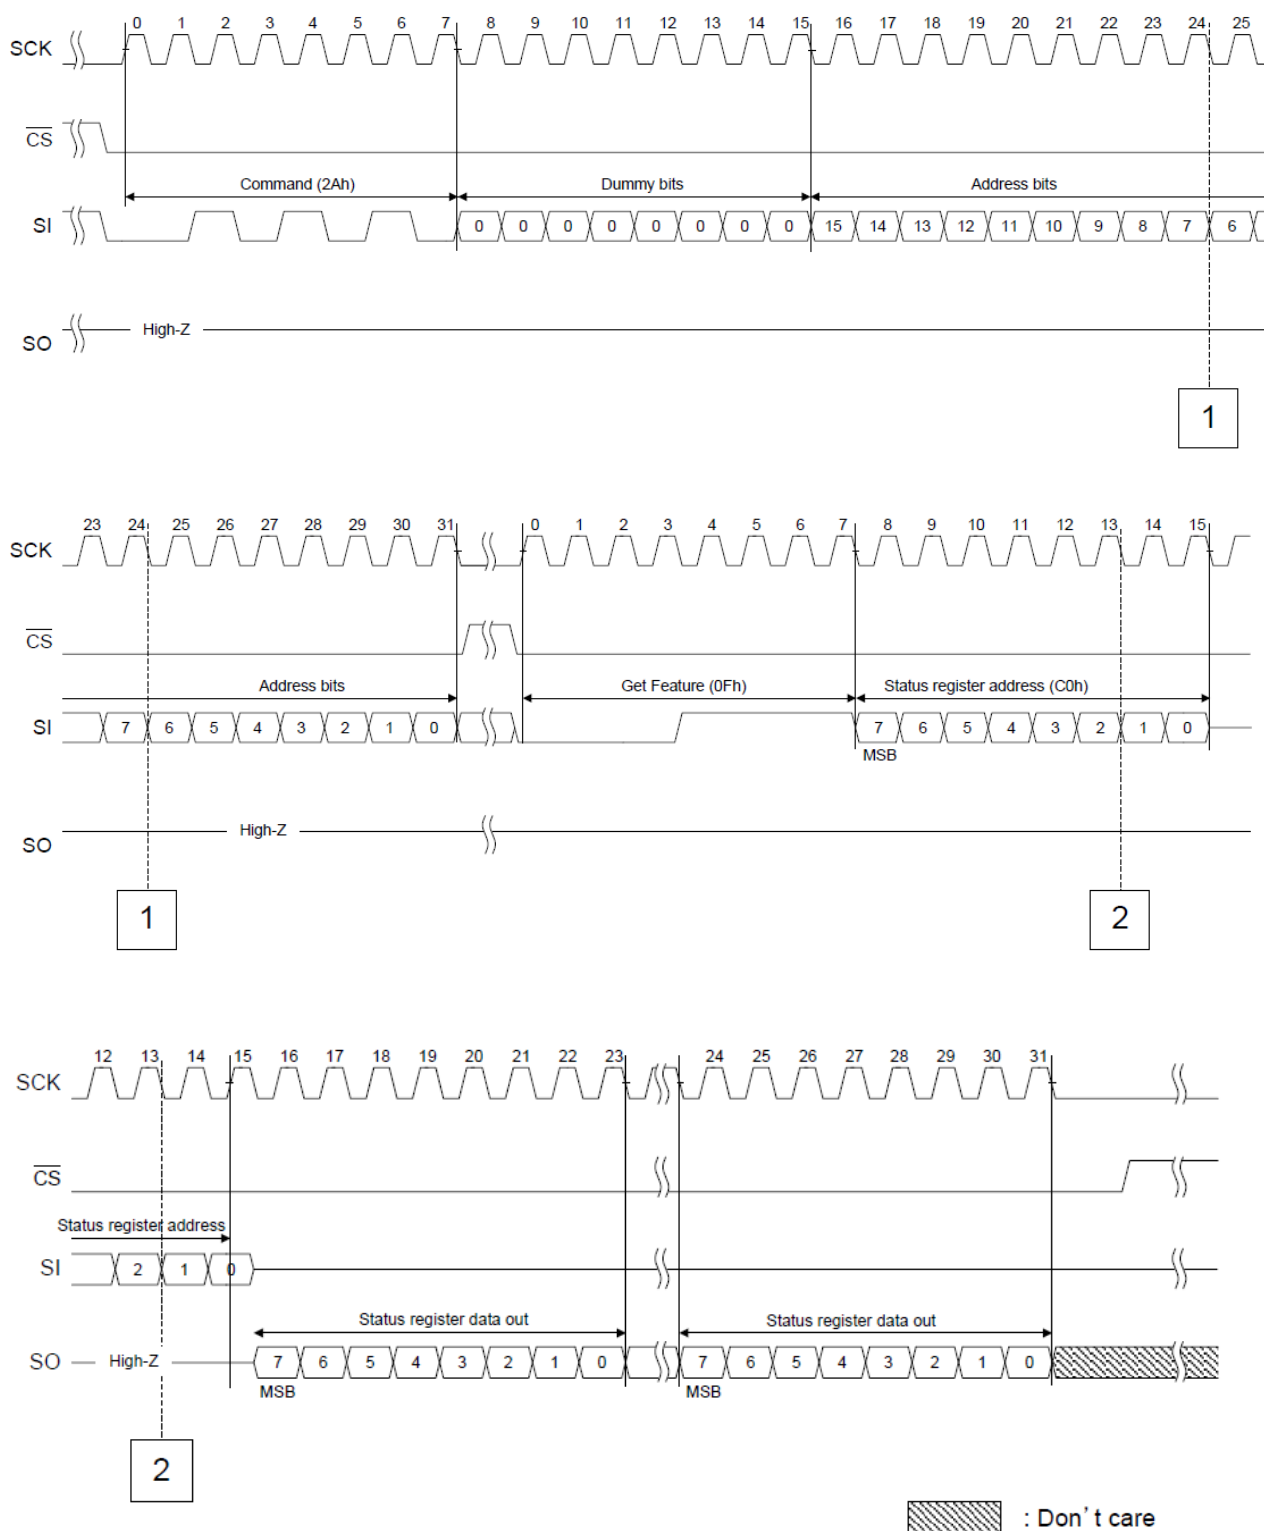 0 1 2 3 4 5 6 7 8 9 10 11 12 13 14 15 16 17 18 19 20 21 22 23 24 25
SCK
CS
Command (2Ah) Dummy bits Address bits
SI 0 0 0 0 0 0 0 0 15 14 13 12 11 10 9 8 7 6
High-Z
SO
1
23 24 25 26 27 28 29 30 31 0 1 2 3 4 5 6 7 8 9 10 11 12 13 14 15
SCK
CS
Address bits Get Feature (0Fh) Status register address (C0h)
SI 7 6 5 4 3 2 1 0 7 6 5 4 3 2 1 0
MSB
High-Z
SO
1 2
12 13 14 15 16 17 18 19 20 21 22 23 24 25 26 27 28 29 30 31
SCK
CS
Status register address
SI 2 1 0
Status register data out Status register data out
SO High-Z 7 6 5 4 3 2 1 0 7 6 5 4 3 2 1 0
MSB MSB
2
: Don't care